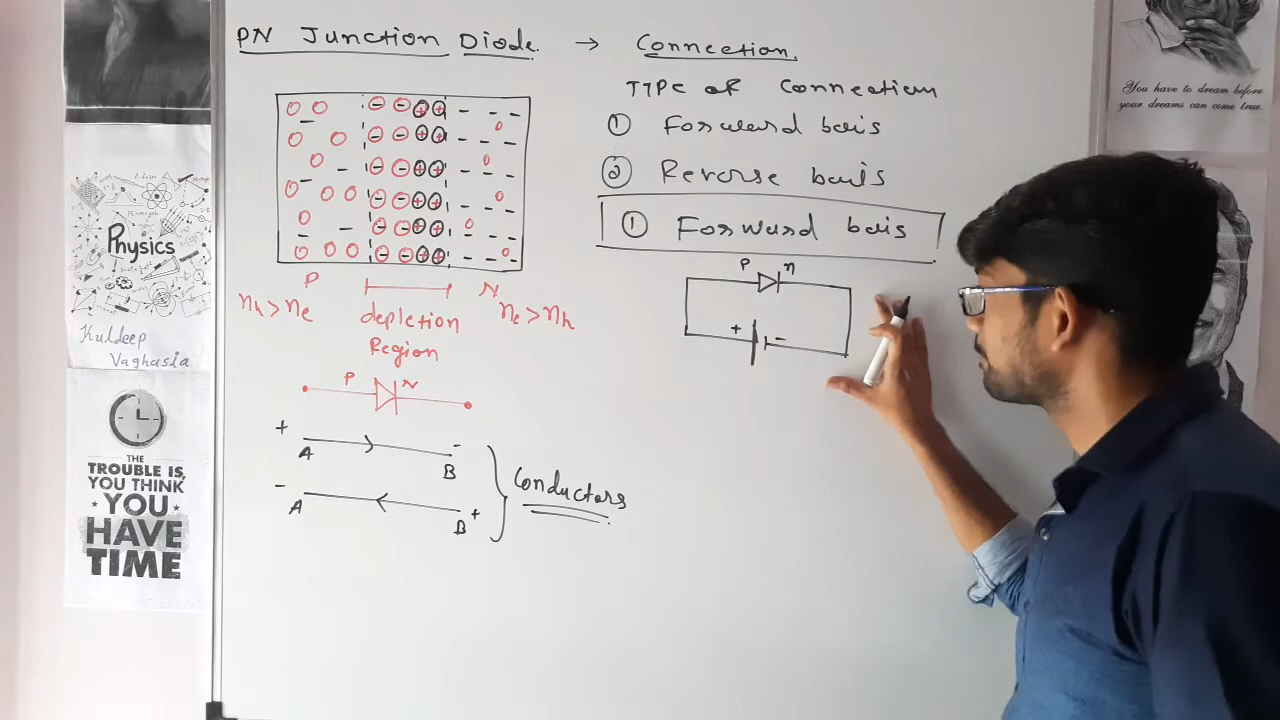 PN Junction Diode. → Connection.
Type of Connection
① Forward bais
② Reverse bails
① Forward bais
P N
nh > ne
depletion
Region
ne > nh
P N
+ A B -
- A B +
Conductors
P n
+ -
Physics
Kuldeep
Vaghasia
THE
TROUBLE IS,
YOU THINK
YOU
HAVE
TIME
You have to dream before
your dreams can come true.